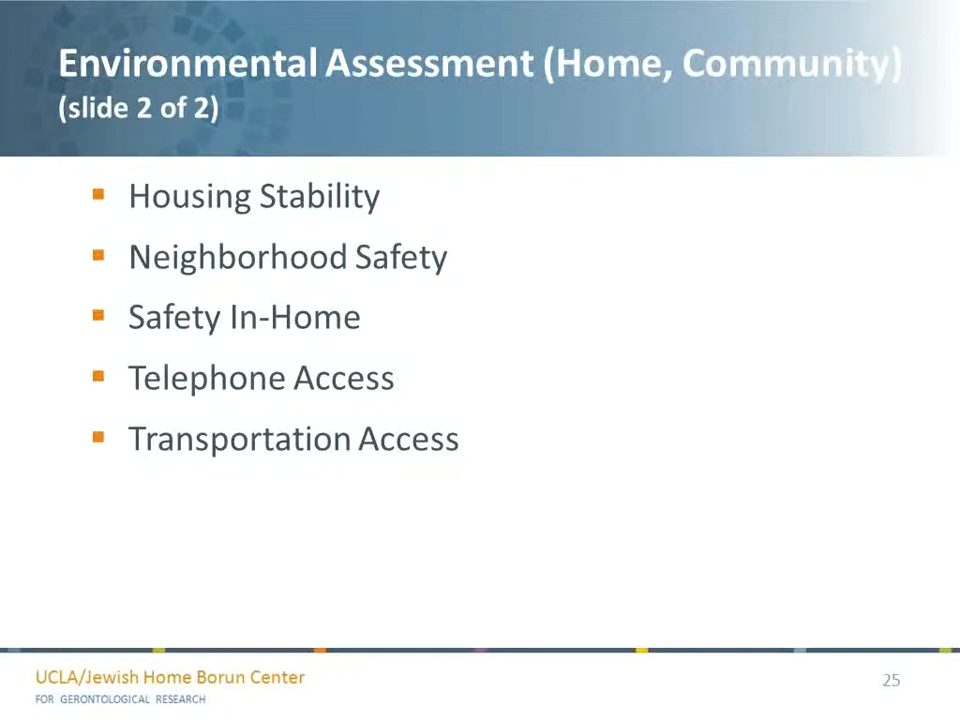 Environmental Assessment (Home, Community)
(slide 2 of 2)
Housing Stability
Neighborhood Safety
Safety In-Home
Telephone Access
Transportation Access
UCLA/Jewish Home Borun Center
FOR GERONTOLOGICAL RESEARCH
25